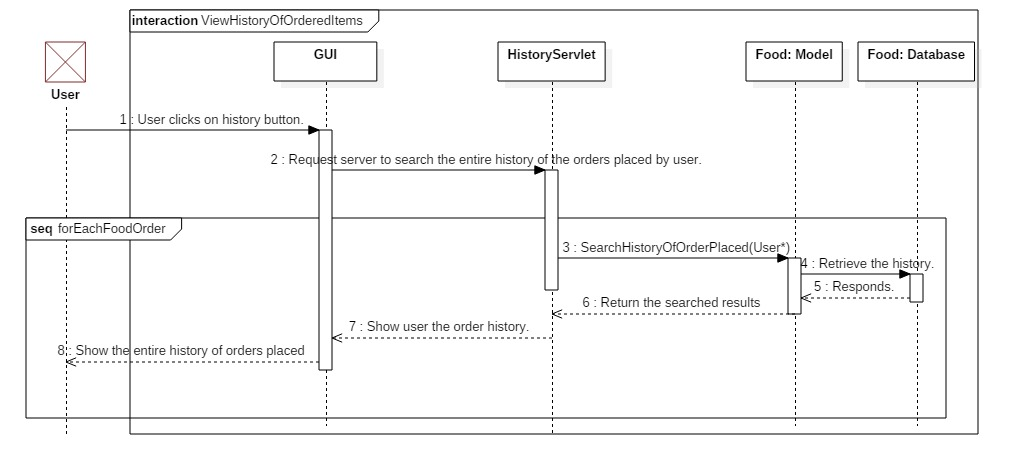 interaction ViewHistoryOfOrderedItems
GUI
HistoryServlet
Food: Model
Food: Database
User
1 : User clicks on history button.
2 : Request server to search the entire history of the orders placed by user.
seq forEachFoodOrder
3 : SearchHistoryOfOrderPlaced(User*)
4 : Retrieve the history.
5 : Responds.
6 : Return the searched results
7 : Show user the order history.
8 : Show the entire history of orders placed